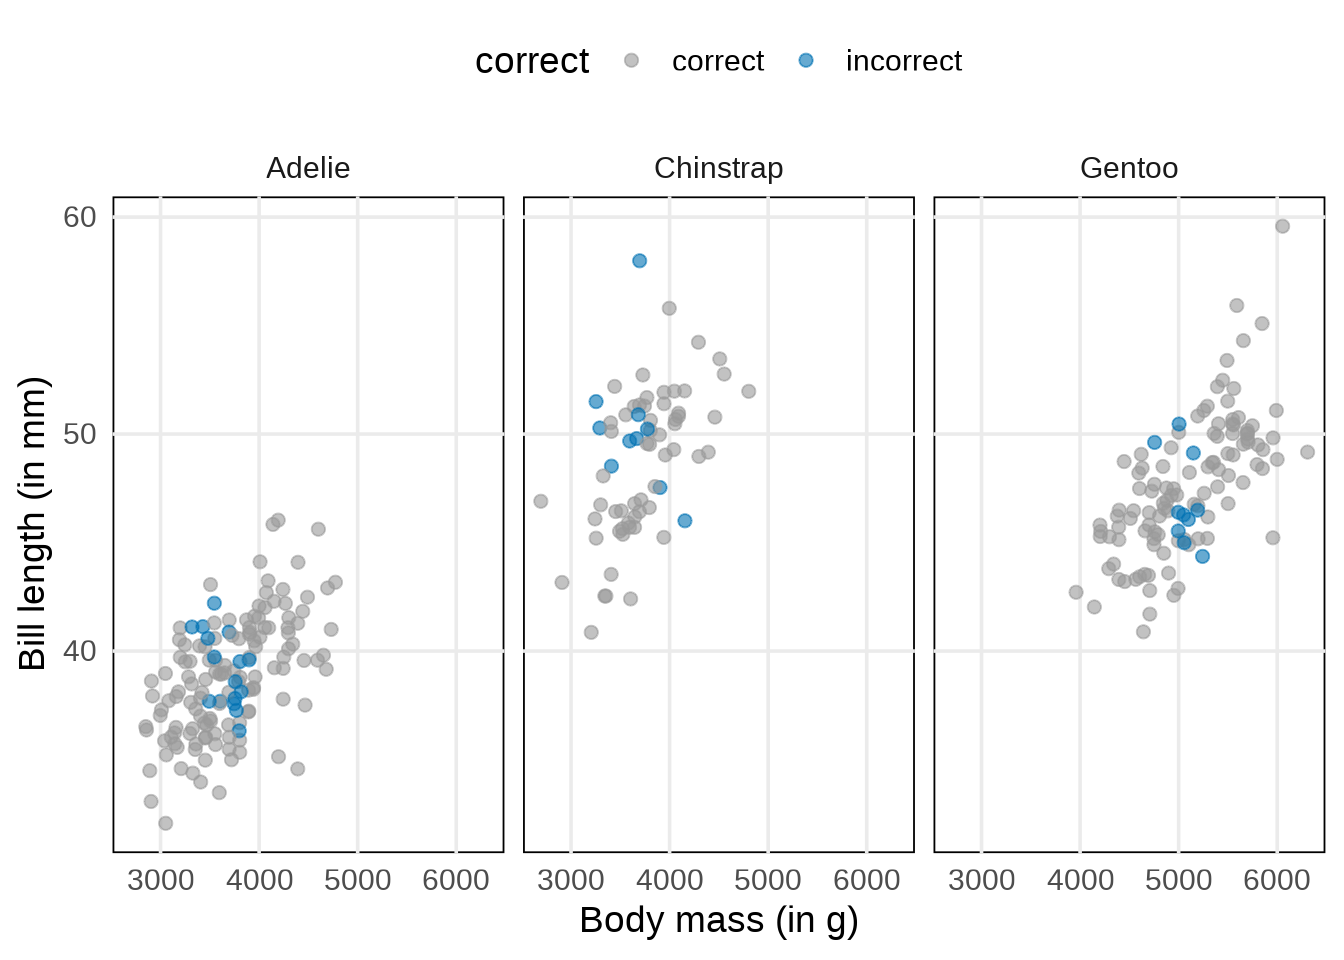 correct correct incorrect
Adelie Chinstrap Gentoo
60
50
40
Bill length (in mm)
3000 4000 5000 6000 3000 4000 5000 6000 3000 4000 5000 6000
Body mass (in g)